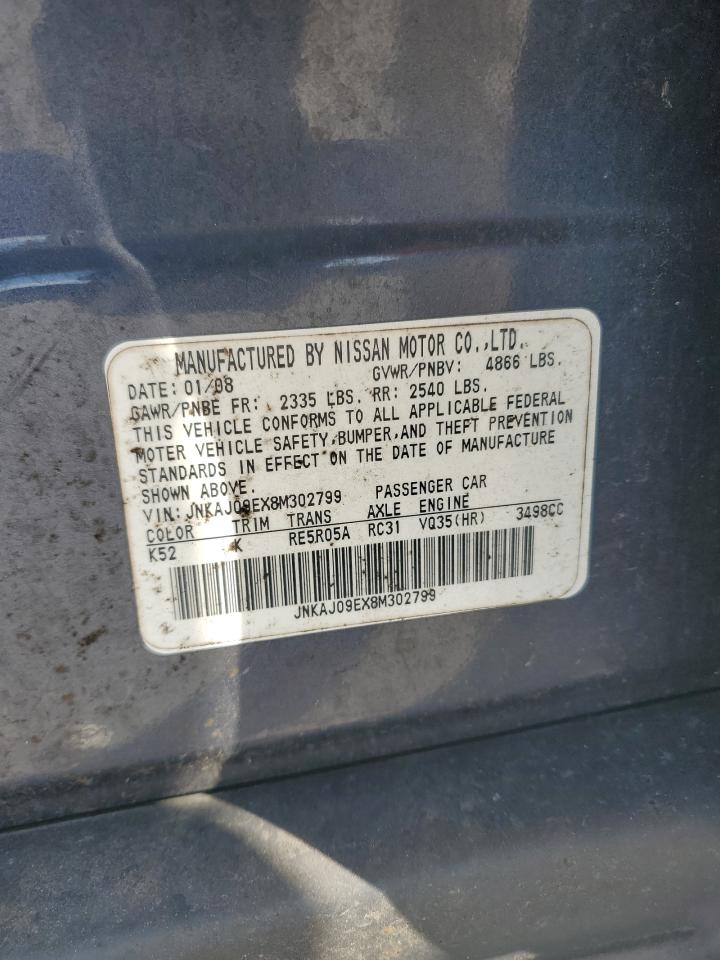 MANUFACTURED BY NISSAN MOTOR CO.,LTD.
DATE: 01/08 GVWR/PNBV: 4866 LBS.
GAWR/PNBE FR: 2335 LBS. RR: 2540 LBS.
THIS VEHICLE CONFORMS TO ALL APPLICABLE FEDERAL
MOTER VEHICLE SAFETY,BUMPER,AND THEFT PREVENTION
STANDARDS IN EFFECT ON THE DATE OF MANUFACTURE
SHOWN ABOVE.
VIN: JNKAJ09EX8M302799 PASSENGER CAR
COLOR TRIM TRANS AXLE ENGINE
K52 K RE5R05A RC31 VQ35(HR) 3498CC
JNKAJ09EX8M302799